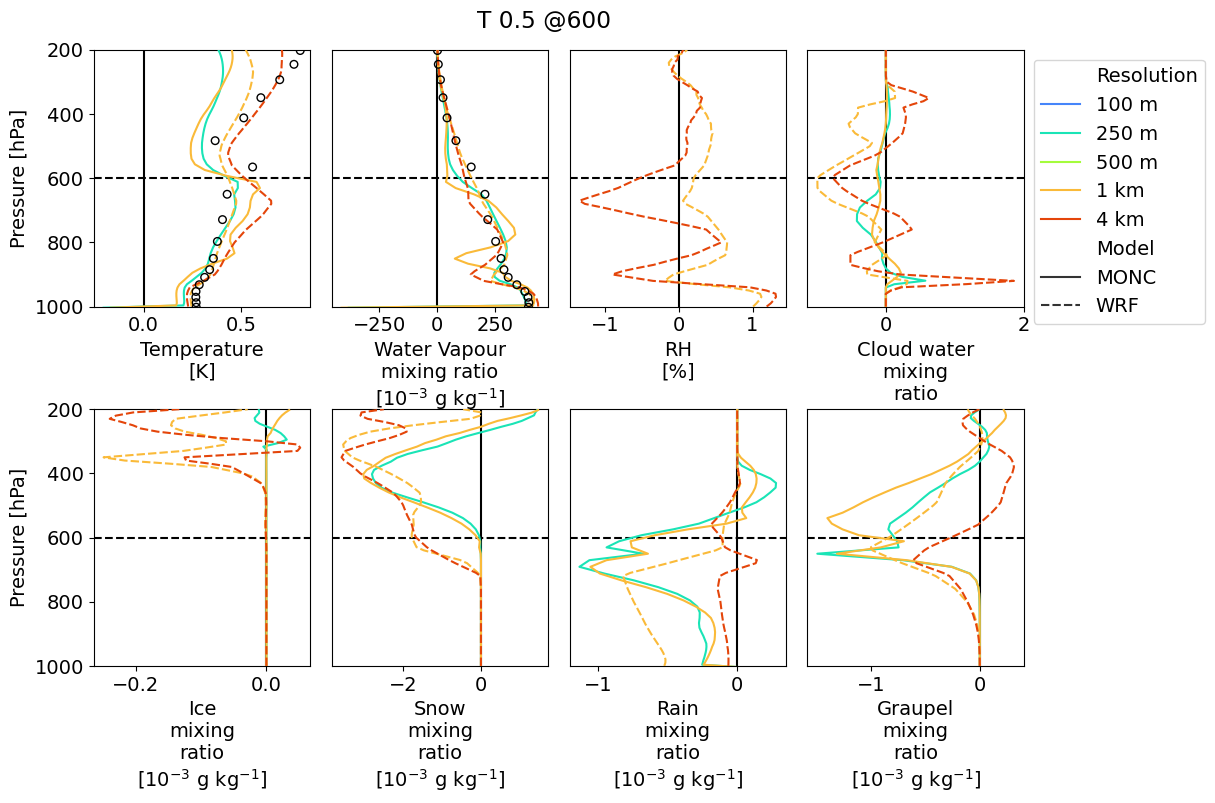 T 0.5 @600
200
400
600
800
1000
Pressure [hPa]
0.0 0.5
Temperature
[K]
−250 0 250
Water Vapour
mixing ratio
[10⁻³ g kg⁻¹]
−1 0 1
RH
[%]
0 2
Cloud water
mixing
ratio
Resolution
100 m
250 m
500 m
1 km
4 km
Model
MONC
WRF
200
400
600
800
1000
Pressure [hPa]
−0.2 0.0
Ice
mixing
ratio
[10⁻³ g kg⁻¹]
−2 0
Snow
mixing
ratio
[10⁻³ g kg⁻¹]
−1 0
Rain
mixing
ratio
[10⁻³ g kg⁻¹]
−1 0
Graupel
mixing
ratio
[10⁻³ g kg⁻¹]